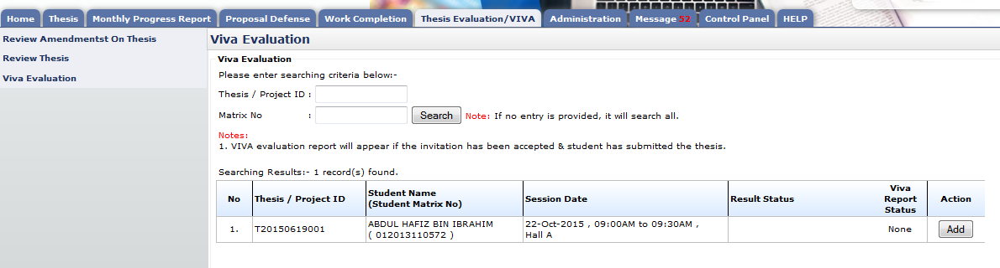 Home Thesis Monthly Progress Report Proposal Defense Work Completion Thesis Evaluation/VIVA Administration Message 52 Control Panel HELP
Review Amendmentst On Thesis
Review Thesis
Viva Evaluation
Viva Evaluation
Viva Evaluation
Please enter searching criteria below:-
Thesis / Project ID :
Matrix No : Search Note: If no entry is provided, it will search all.
Notes:
1. VIVA evaluation report will appear if the invitation has been accepted & student has submitted the thesis.
Searching Results:- 1 record(s) found.
No Thesis / Project ID Student Name (Student Matrix No) Session Date Result Status Viva Report Status Action
1. T20150619001 ABDUL HAFIZ BIN IBRAHIM ( 012013110572 ) 22-Oct-2015 , 09:00AM to 09:30AM , Hall A None Add